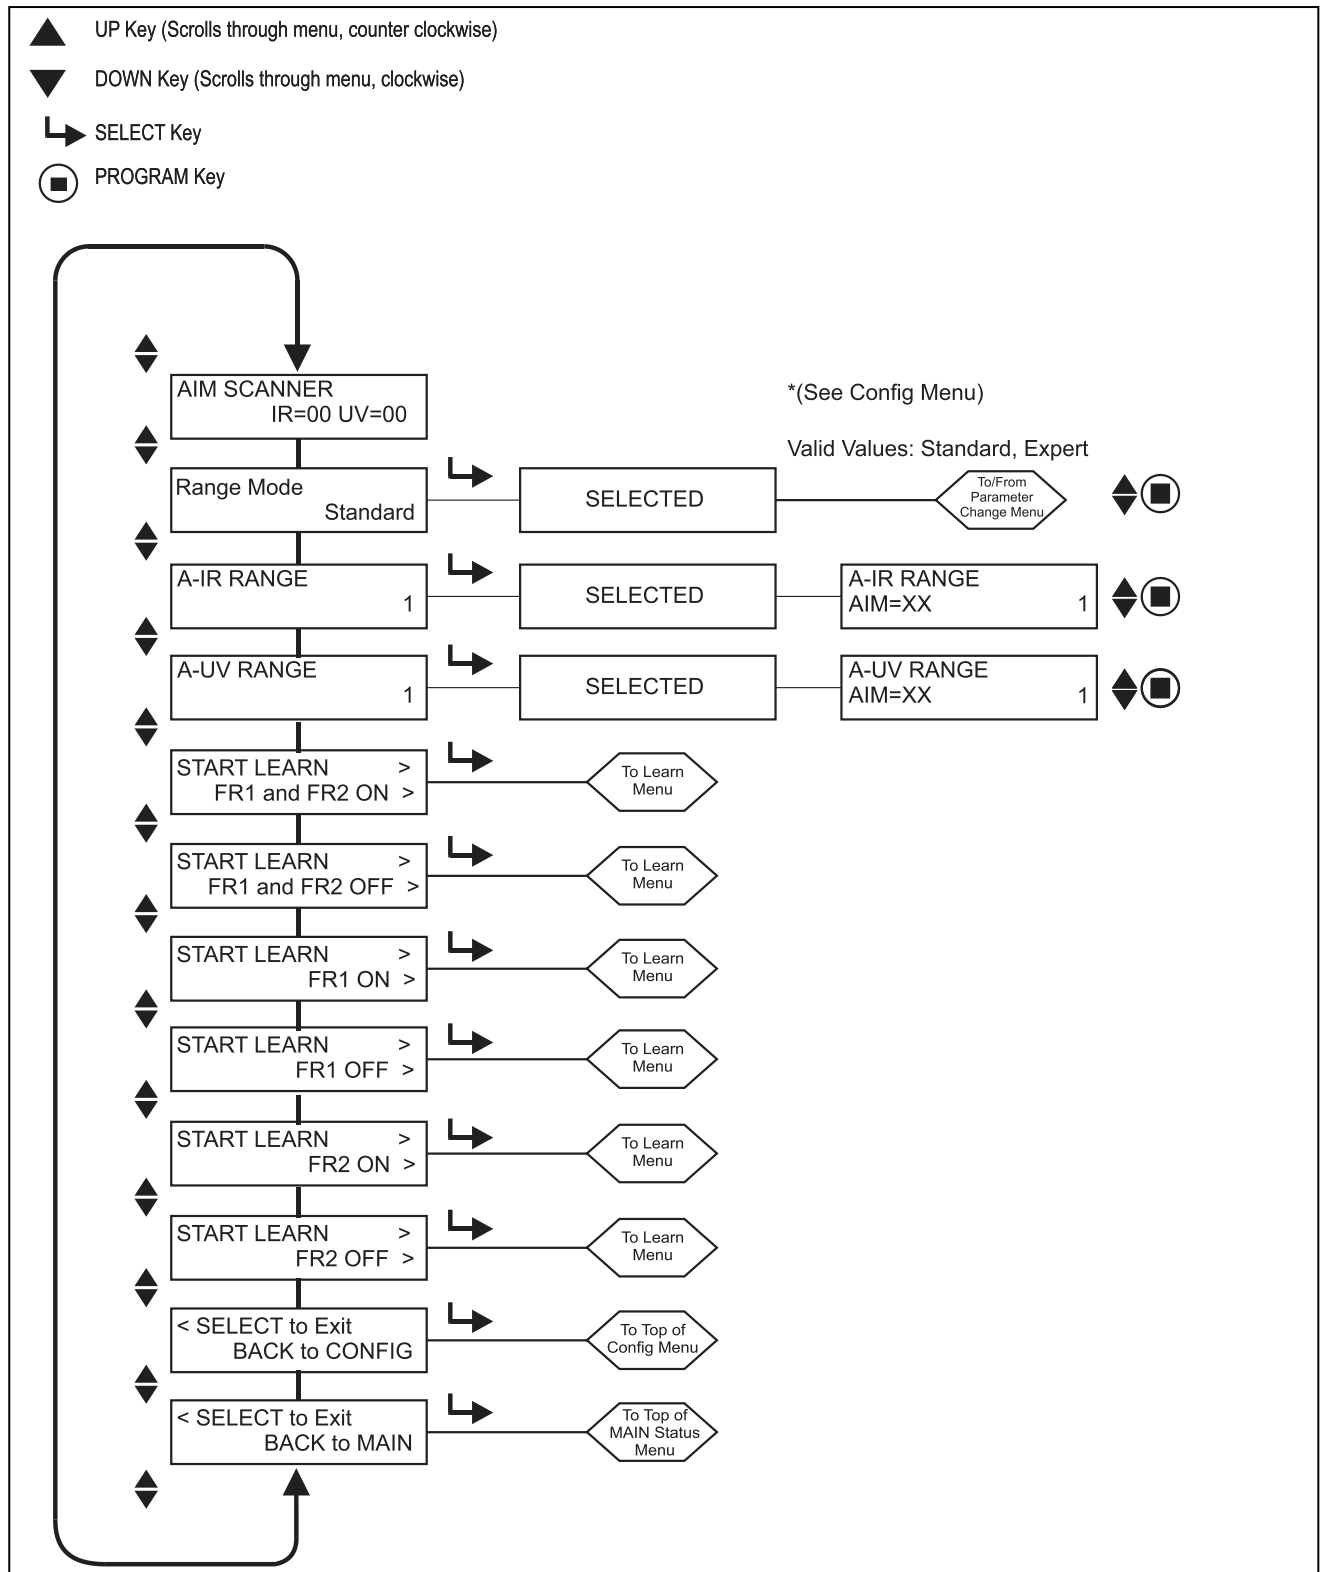 UP Key (Scrolls through menu, counter clockwise)
DOWN Key (Scrolls through menu, clockwise)
SELECT Key
PROGRAM Key
AIM SCANNER
IR=00 UV=00
*(See Config Menu)
Valid Values: Standard, Expert
Range Mode
Standard
SELECTED
To/From
Parameter
Change Menu
A-IR RANGE
1
SELECTED
A-IR RANGE
AIM=XX 1
A-UV RANGE
1
SELECTED
A-UV RANGE
AIM=XX 1
START LEARN >
FR1 and FR2 ON >
To Learn
Menu
START LEARN >
FR1 and FR2 OFF >
To Learn
Menu
START LEARN >
FR1 ON >
To Learn
Menu
START LEARN >
FR1 OFF >
To Learn
Menu
START LEARN >
FR2 ON >
To Learn
Menu
START LEARN >
FR2 OFF >
To Learn
Menu
< SELECT to Exit
BACK to CONFIG
To Top of
Config Menu
< SELECT to Exit
BACK to MAIN
To Top of
MAIN Status
Menu